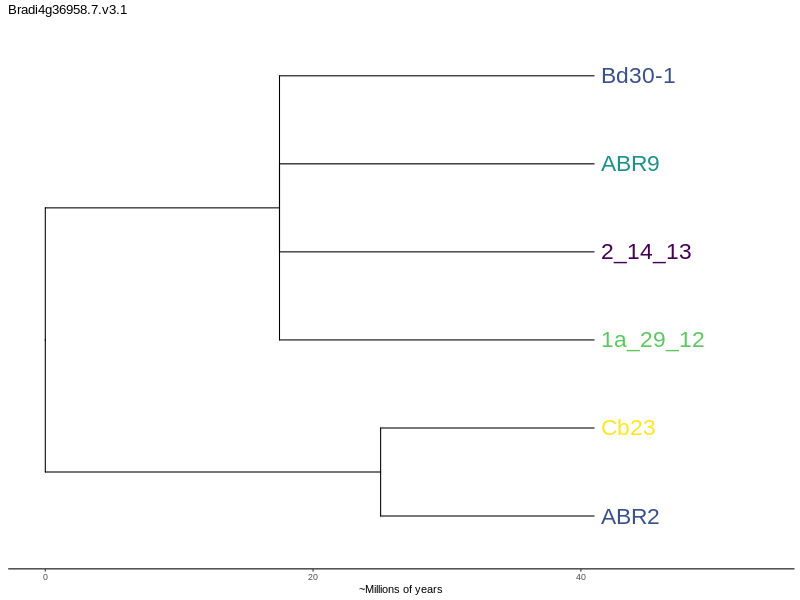 Bradi4g36958.7.v3.1
Bd30-1
ABR9
2_14_13
1a_29_12
Cb23
ABR2
0 20 40
~Millions of years